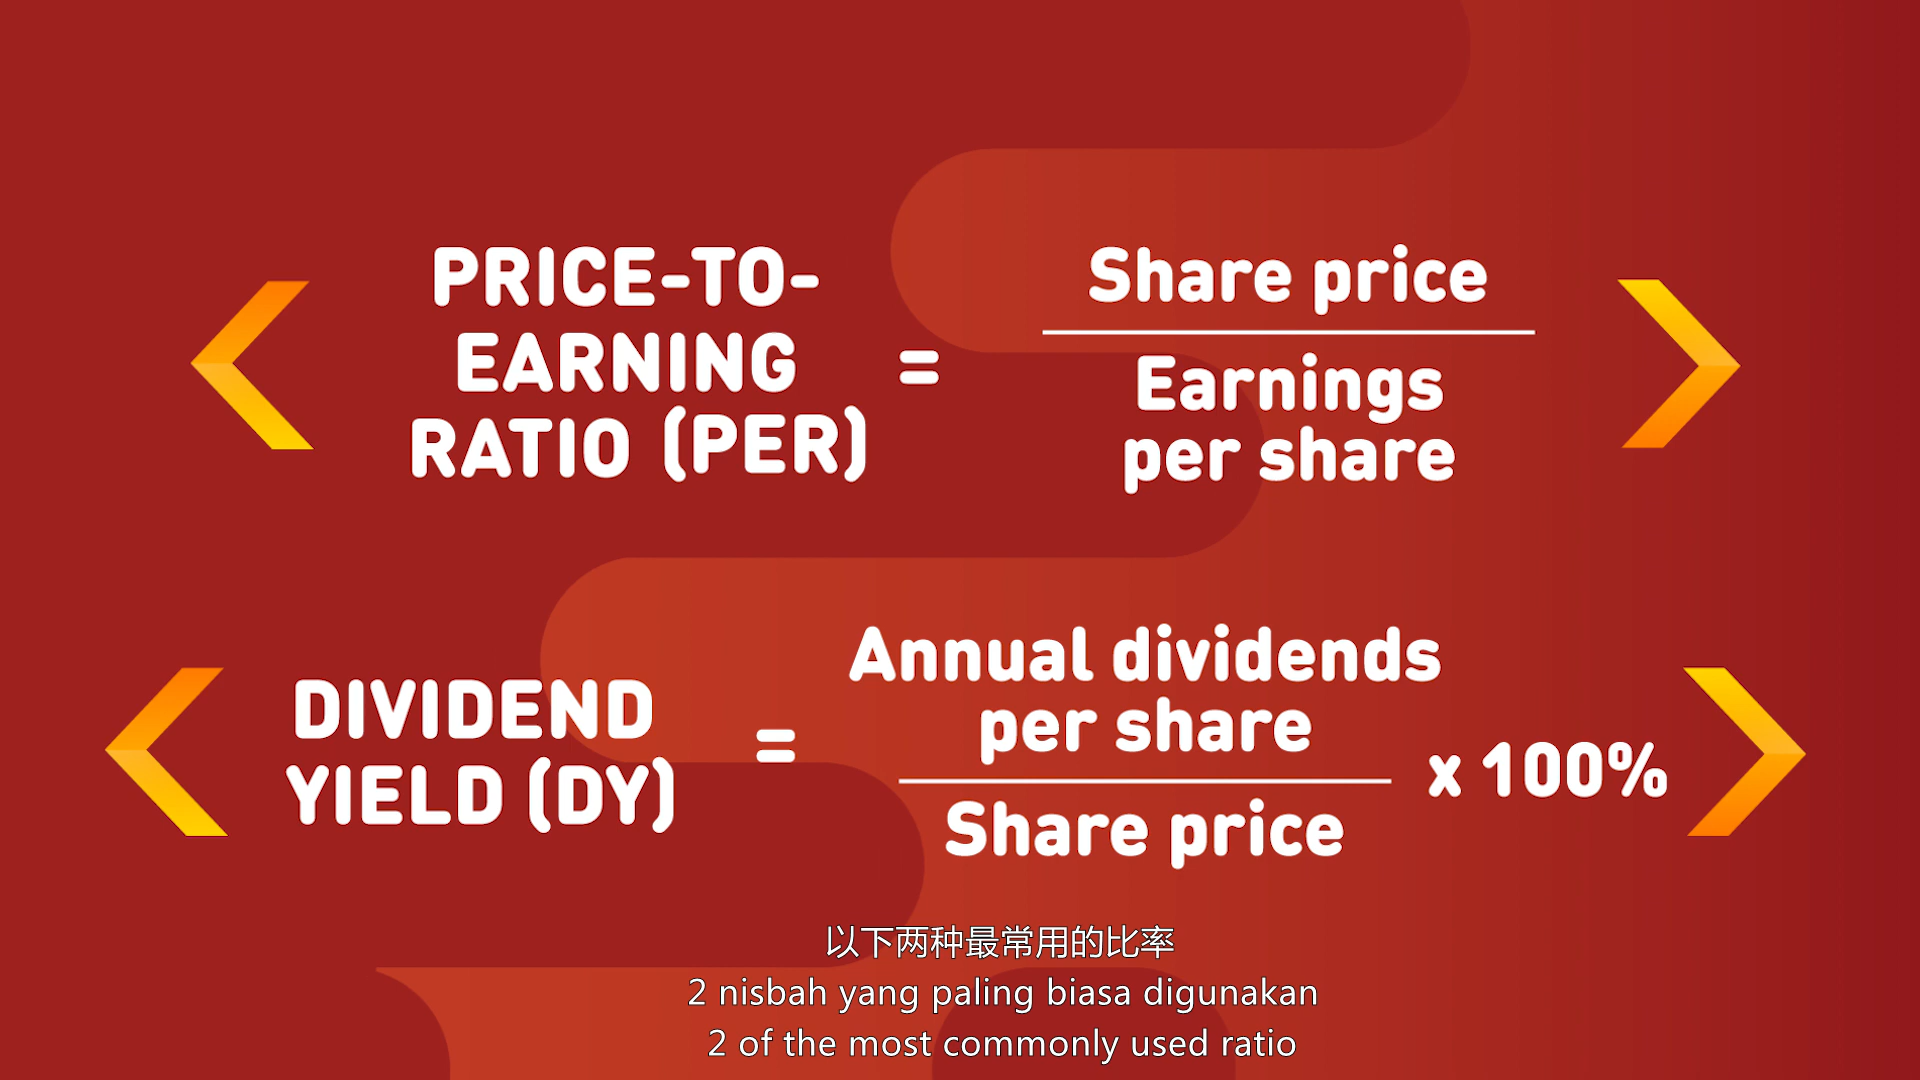 PRICE-TO-
EARNING
RATIO (PER)
=
Share price
Earnings
per share
DIVIDEND
YIELD (DY)
=
Annual dividends
per share
Share price
x 100%
以下两种最常用的比率
2 nisbah yang paling biasa digunakan
2 of the most commonly used ratio